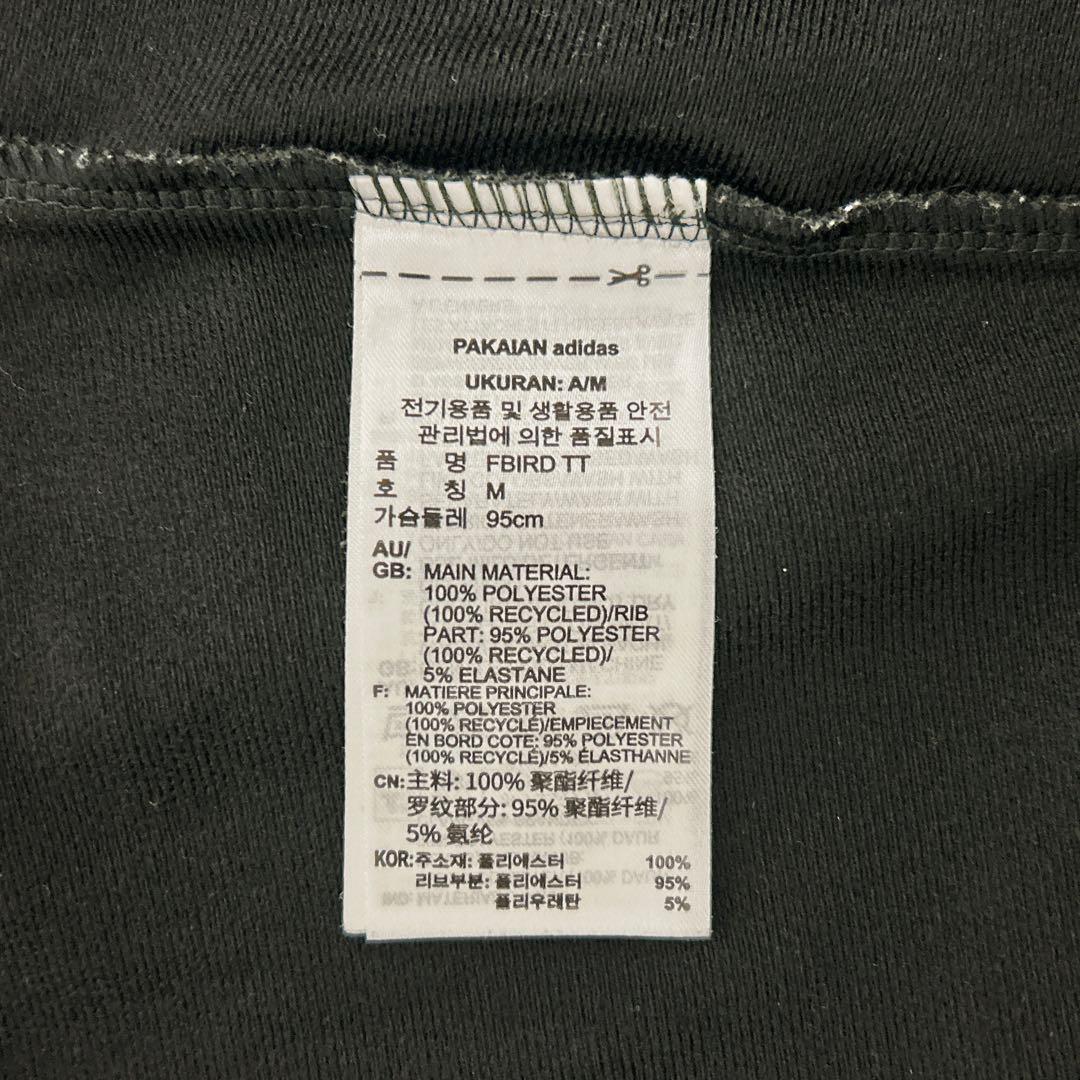 PAKAIAN adidas
UKURAN: A/M
전기용품 및 생활용품 안전
관리법에 의한 품질표시
품 명 FBIRD TT
호 칭 M
가슴둘레 95cm
AU/
GB: MAIN MATERIAL:
100% POLYESTER
(100% RECYCLED)/RIB
PART: 95% POLYESTER
(100% RECYCLED)/
5% ELASTANE
F: MATIERE PRINCIPALE:
100% POLYESTER
(100% RECYCLÉ)/EMPIECEMENT
EN BORD COTE: 95% POLYESTER
(100% RECYCLÉ)/5% ÉLASTHANNE
CN:主料: 100% 聚酯纤维/
罗纹部分: 95% 聚酯纤维/
5% 氨纶
KOR:주소재: 폴리에스터 100%
리브부분: 폴리에스터 95%
폴리우레탄 5%